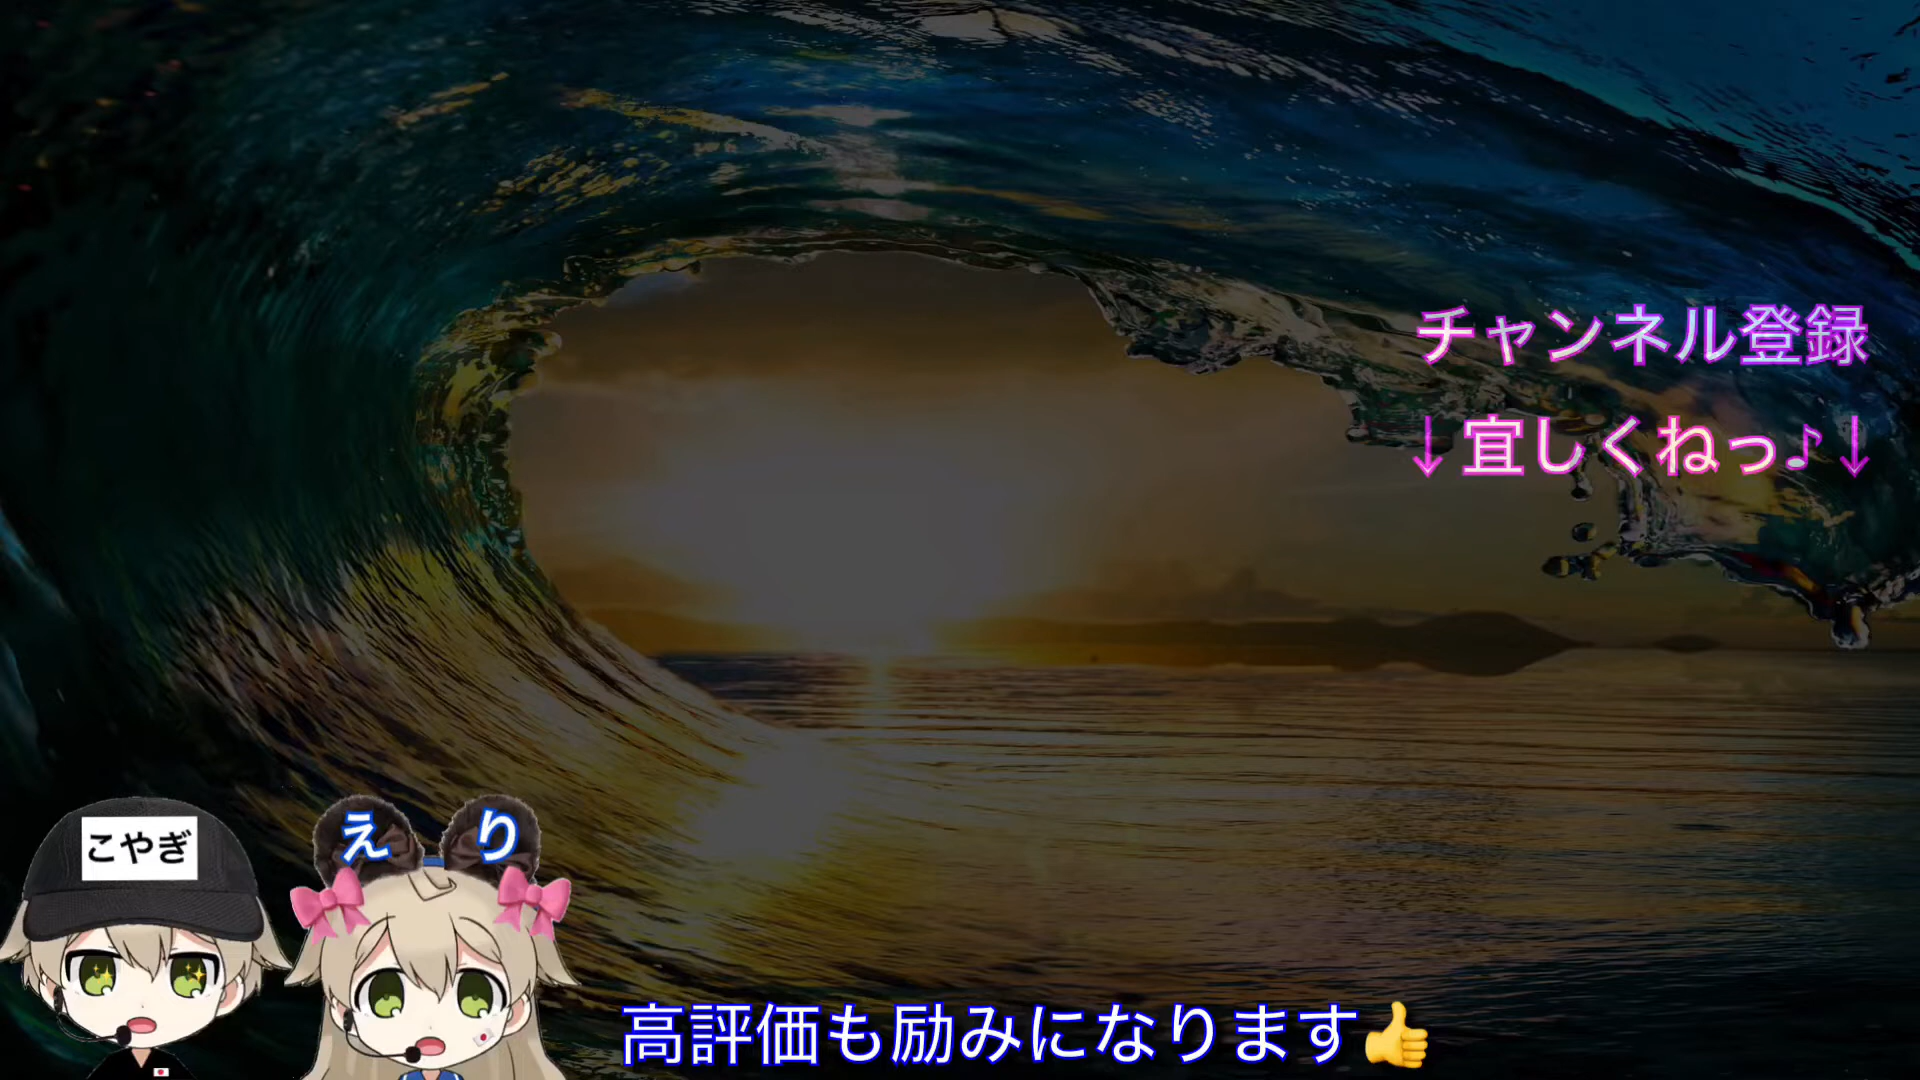 チャンネル登録
↓宜しくねっ♪↓
こやぎ
えり
高評価も励みになります👍